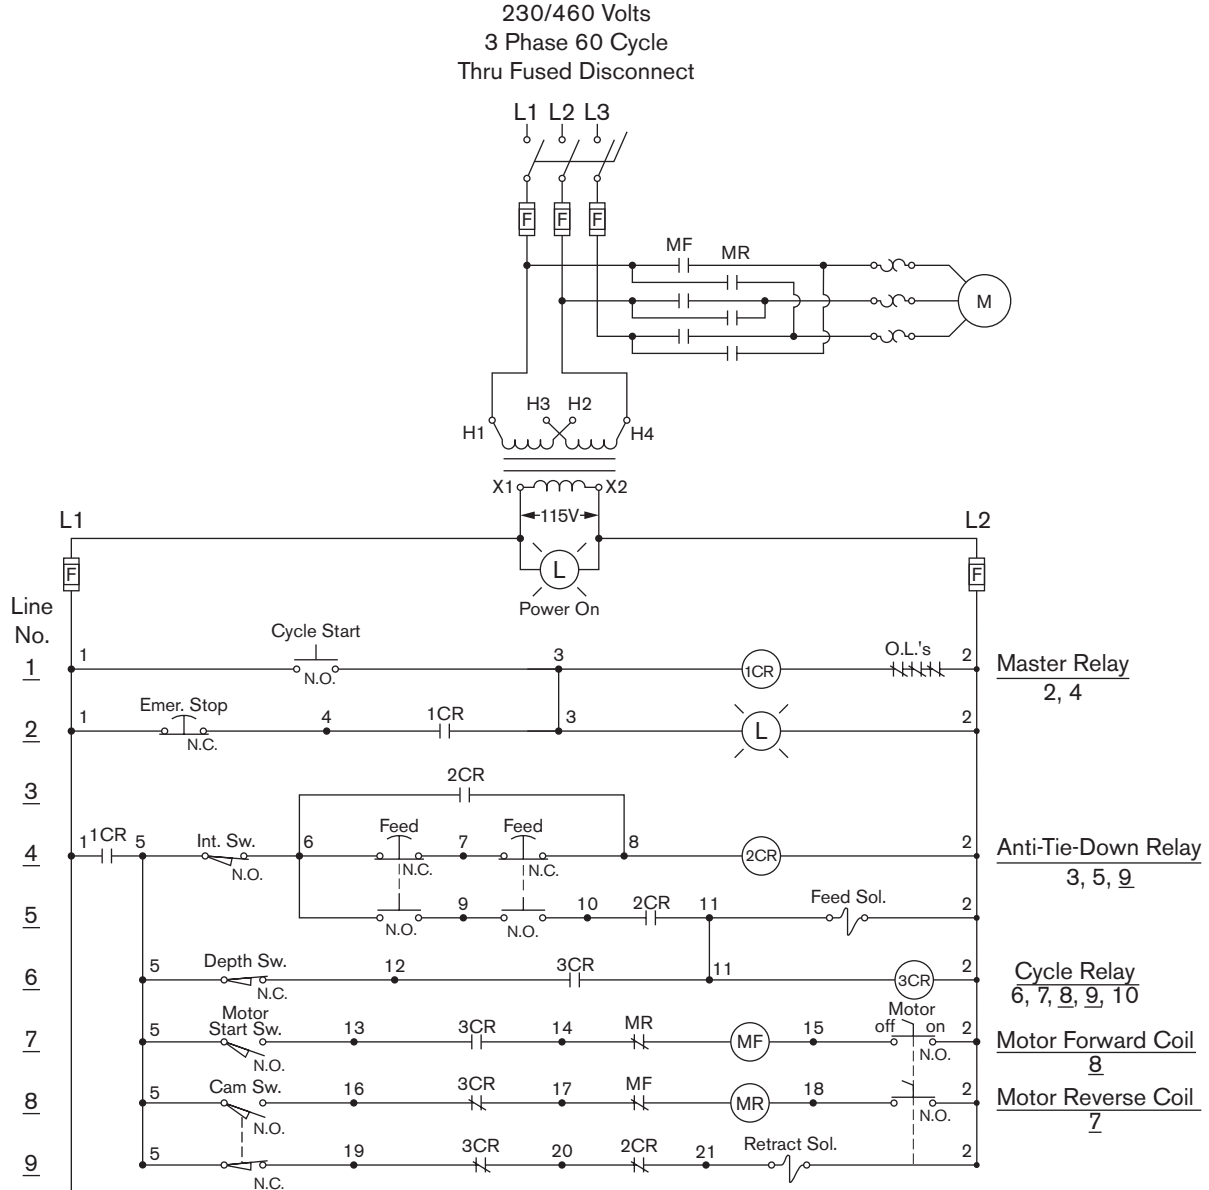 230/460 Volts
3 Phase 60 Cycle
Thru Fused Disconnect
L1 L2 L3
F F F
MF
MR
M
H3 H2
H1 H4
X1 X2
115V
L1 L2
F L F
Power On
Line
No.
Cycle Start
1 1 N.O. 3 1CR O.L.'s 2 Master Relay
2, 4
Emer. Stop
2 1 N.C. 4 1CR 3 L 2
3 2CR
Feed Feed
4 1 1CR 5 Int. Sw. N.O. 6 N.C. 7 N.C. 8 2CR 2 Anti-Tie-Down Relay
3, 5, 9
5 N.O. 9 N.O. 10 2CR 11 Feed Sol. 2
6 5 Depth Sw. N.C. 12 3CR 11 3CR 2 Cycle Relay
6, 7, 8, 9, 10
Motor Motor
off on
7 5 Start Sw. N.O. 13 3CR 14 MR MF 15 N.O. 2 Motor Forward Coil
8
8 5 Cam Sw. N.O. 16 3CR 17 MF MR 18 N.O. 2 Motor Reverse Coil
7
9 5 N.C. 19 3CR 20 2CR 21 Retract Sol. 2